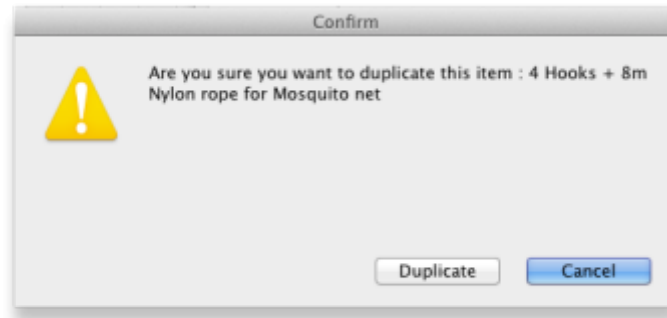 Confirm
Are you sure you want to duplicate this item : 4 Hooks + 8m
Nylon rope for Mosquito net
Duplicate Cancel